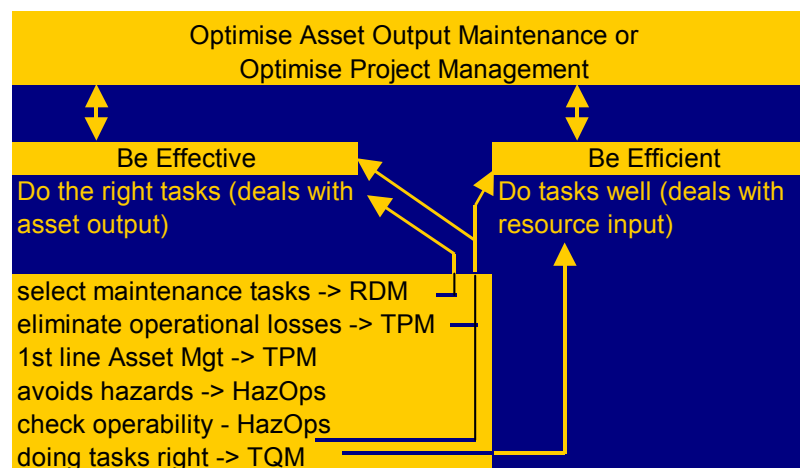 Optimise Asset Output Maintenance or
Optimise Project Management
Be Effective
Be Efficient
Do the right tasks (deals with
asset output)
Do tasks well (deals with
resource input)
select maintenance tasks -> RDM
eliminate operational losses -> TPM
1st line Asset Mgt -> TPM
avoids hazards -> HazOps
check operability - HazOps
doing tasks right -> TQM